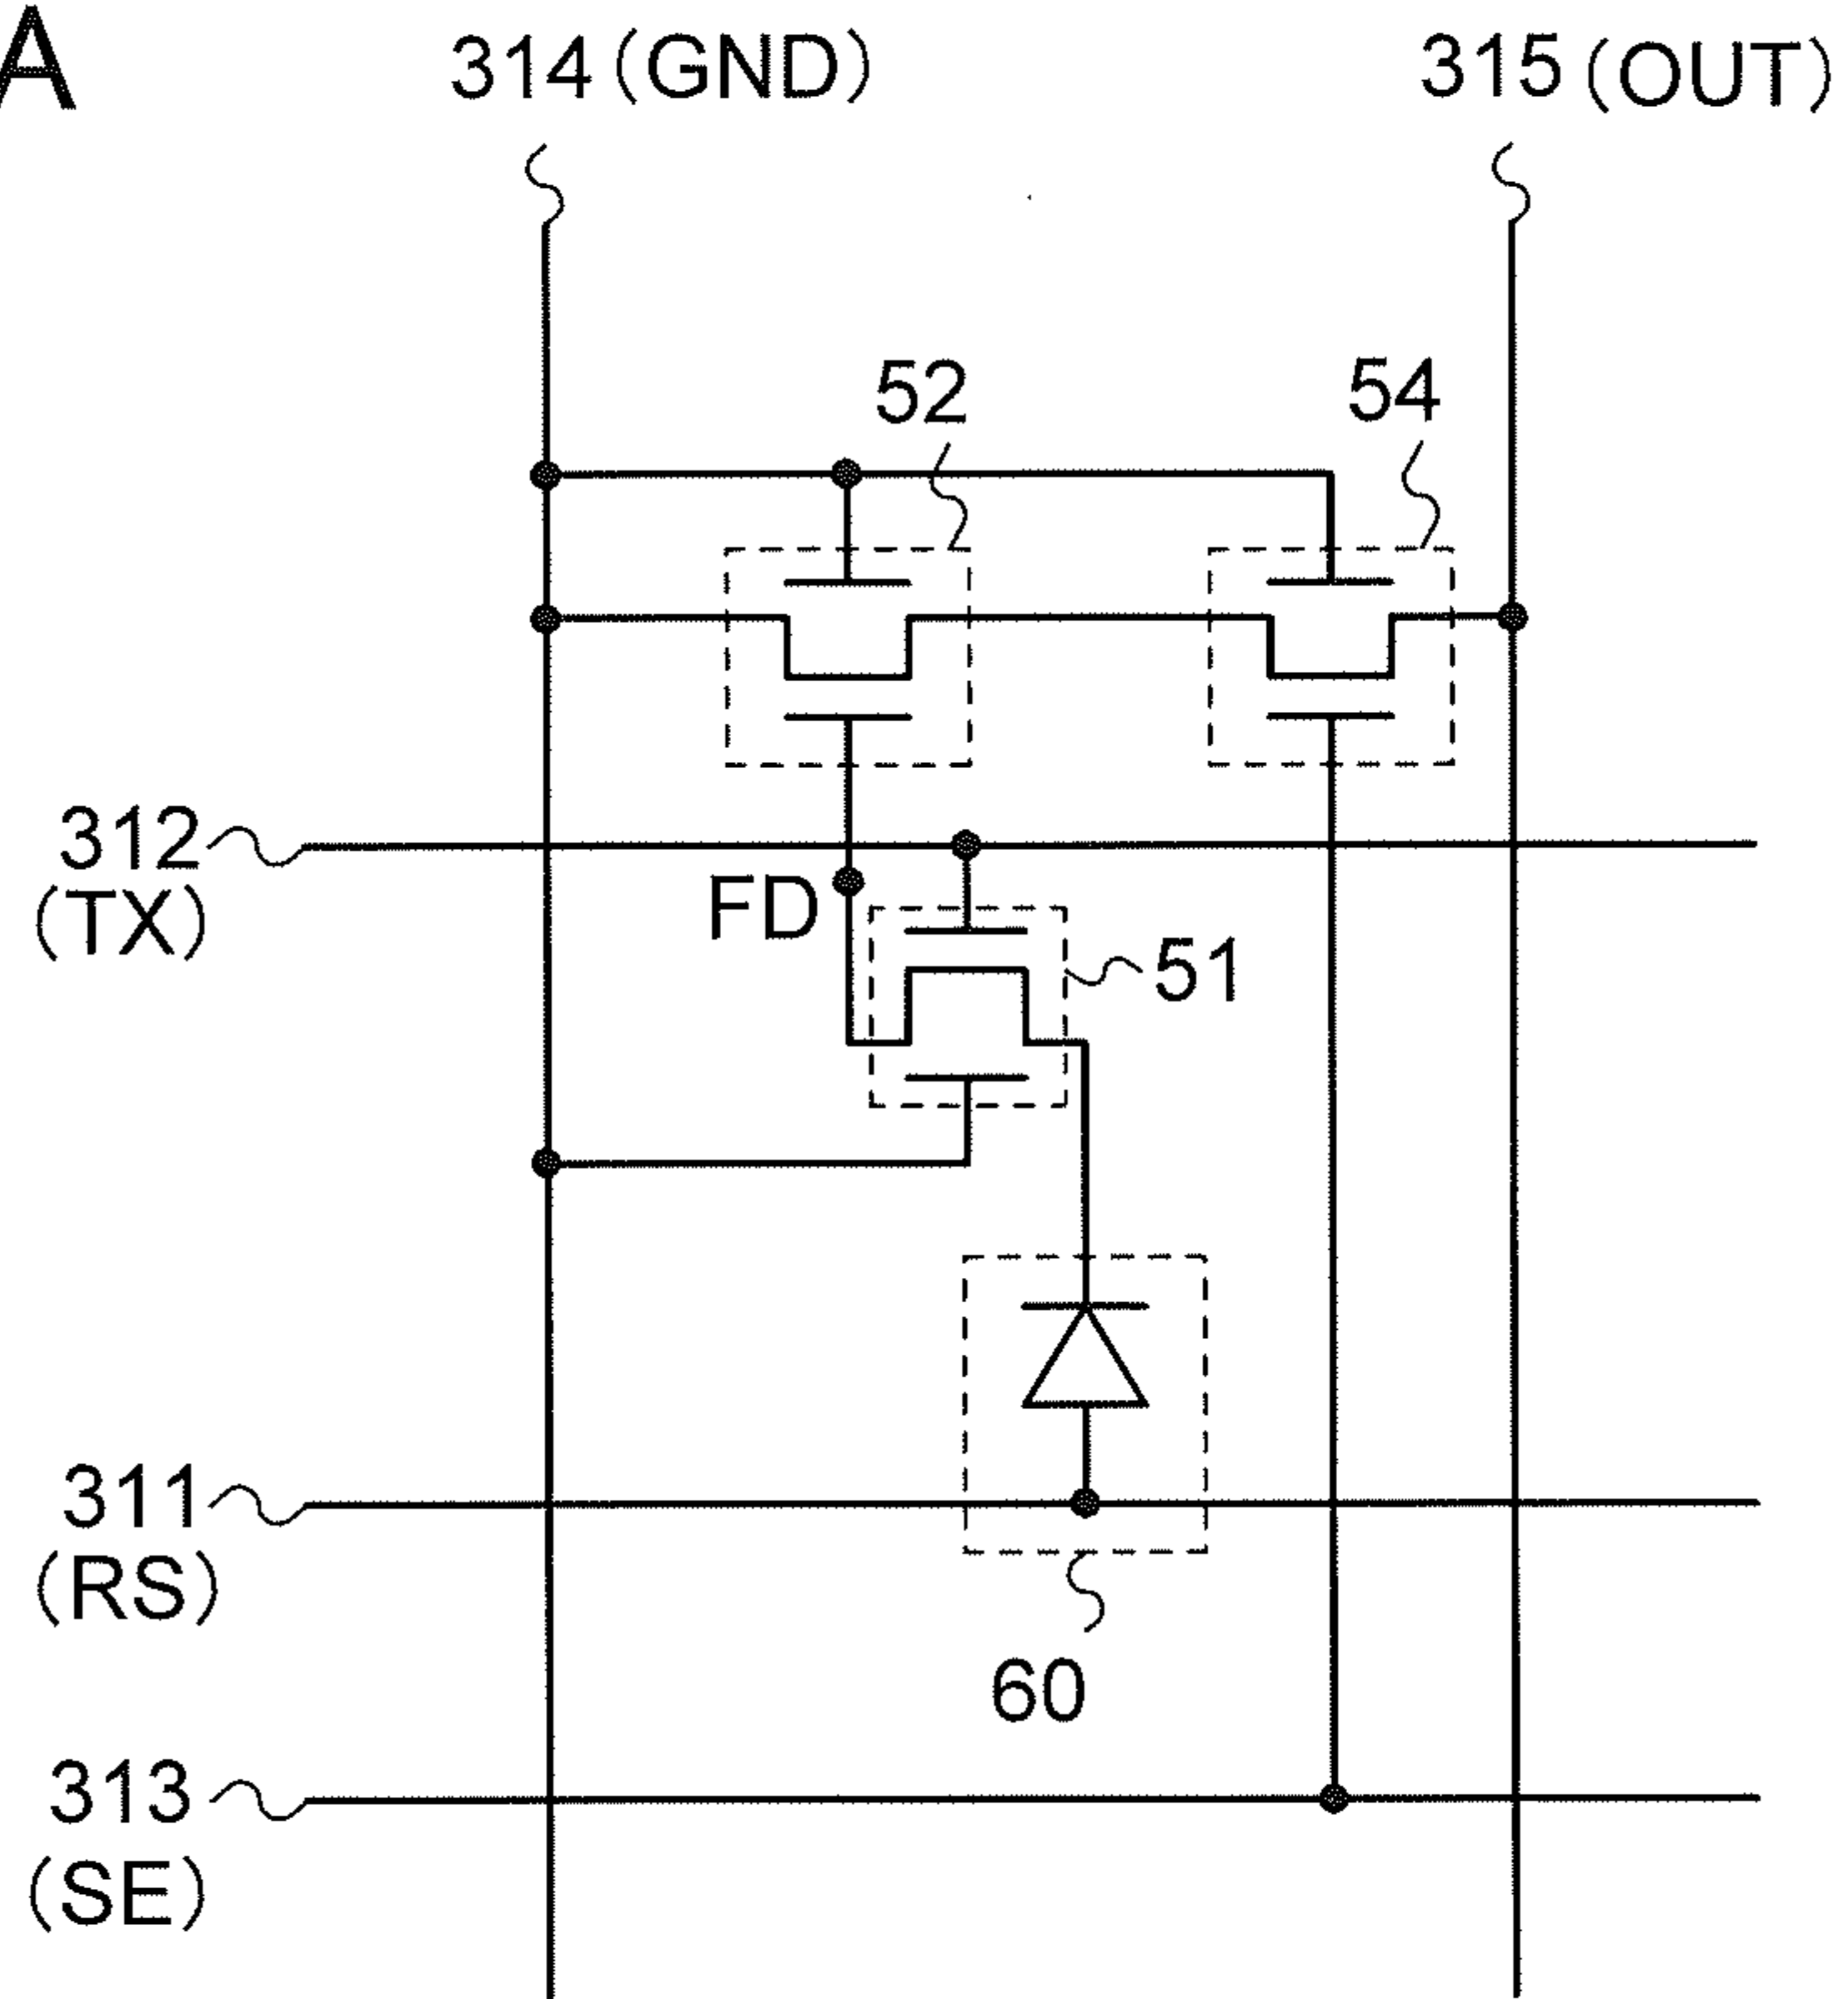 A
314 (GND)
315 (OUT)
52
54
312
(TX)
FD
51
311
(RS)
60
313
(SE)